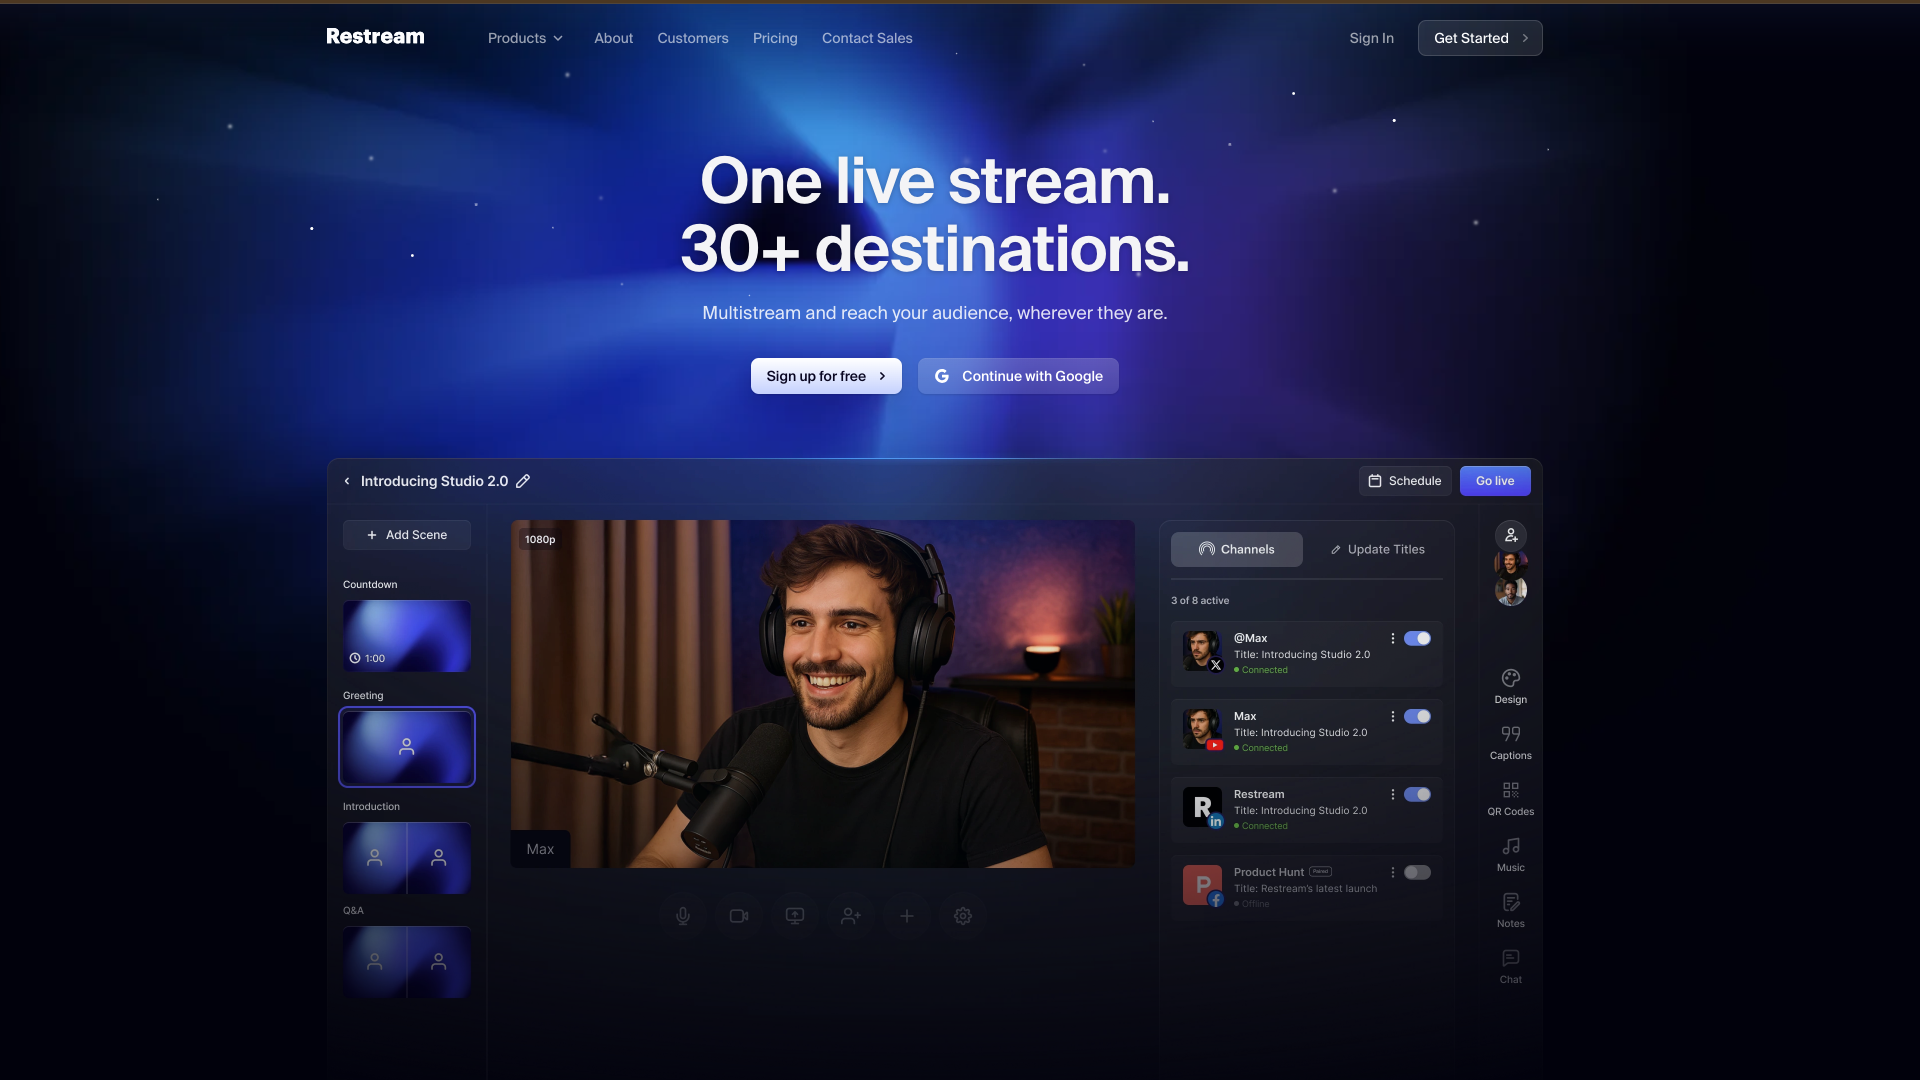 Restream
Products
About
Customers
Pricing
Contact Sales
Sign In
Get Started
One live stream.
30+ destinations.
Multistream and reach your audience, wherever they are.
Sign up for free
Continue with Google
Introducing Studio 2.0
Schedule
Go live
Add Scene
Countdown
1:00
Greeting
Introduction
Q&A
1080p
Max
Channels
Update Titles
3 of 8 active
@Max
Title: Introducing Studio 2.0
Connected
Max
Title: Introducing Studio 2.0
Connected
R
in
Restream
Title: Introducing Studio 2.0
Connected
P
Product Hunt
Paired
Title: Restream's latest launch
Offline
Design
Captions
QR Codes
Music
Notes
Chat